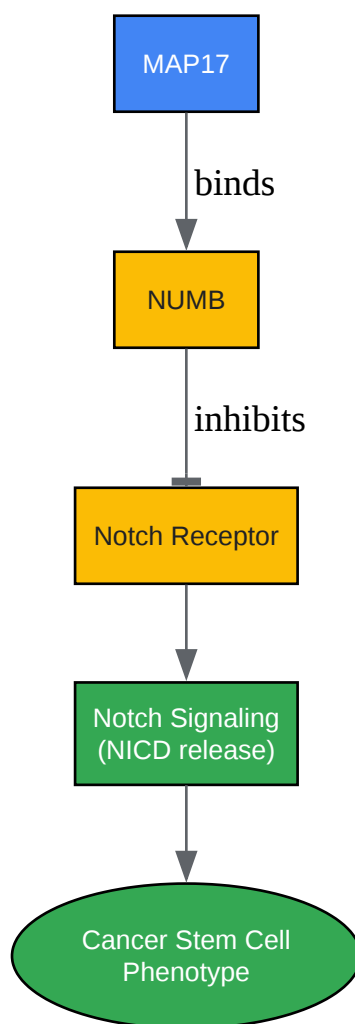 MAP17
binds
NUMB
inhibits
Notch Receptor
Notch Signaling
(NICD release)
Cancer Stem Cell
Phenotype